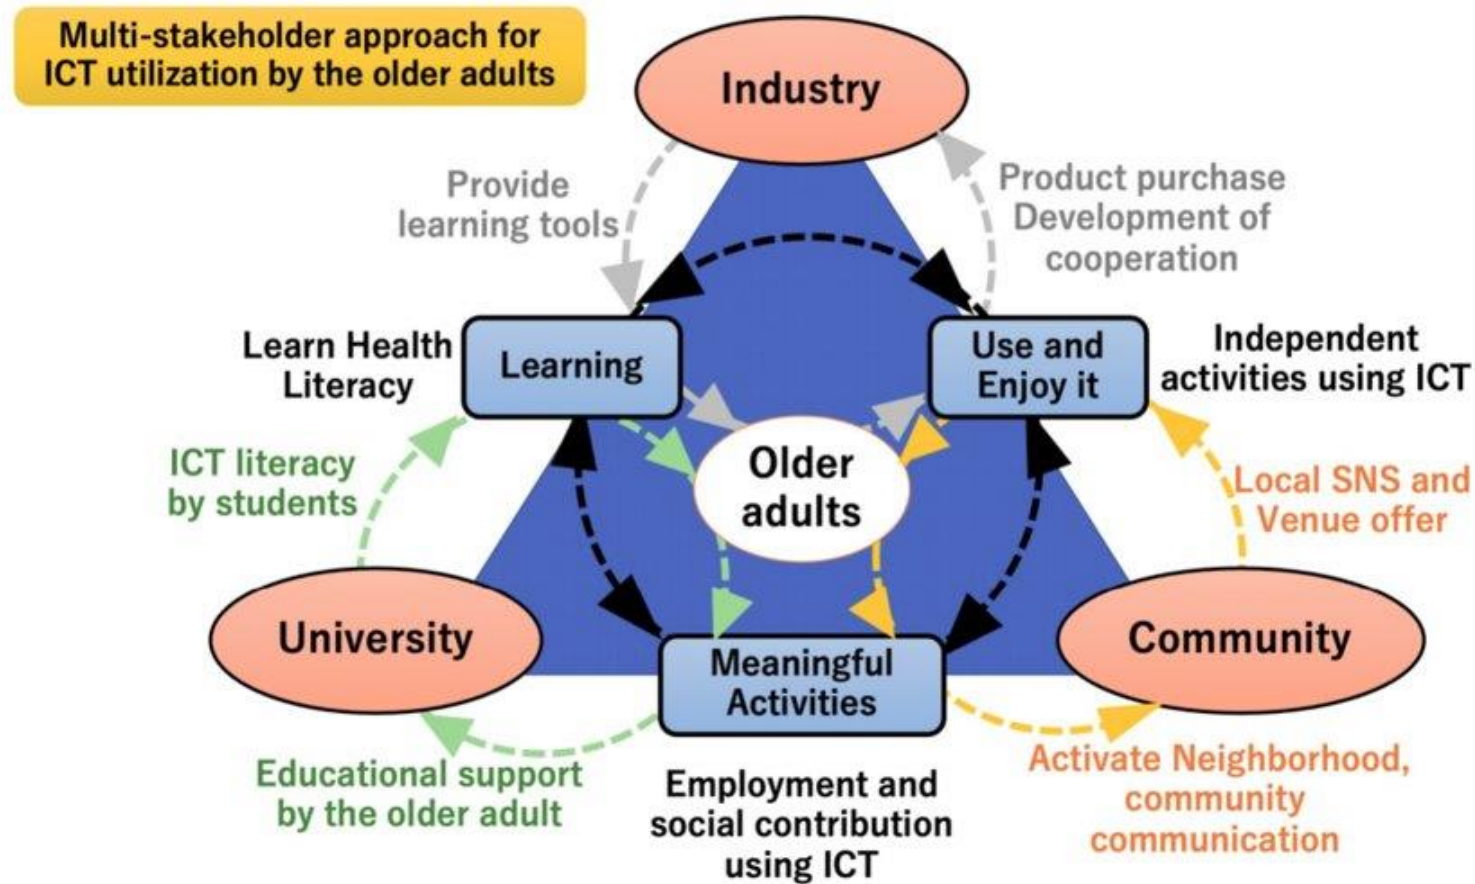 Multi-stakeholder approach for
ICT utilization by the older adults
Industry
Provide
learning tools
Product purchase
Development of
cooperation
Learn Health
Literacy
Learning
Use and
Enjoy it
Independent
activities using ICT
Older
adults
ICT literacy
by students
Local SNS and
Venue offer
University
Community
Meaningful
Activities
Educational support
by the older adult
Employment and
social contribution
using ICT
Activate Neighborhood,
community
communication